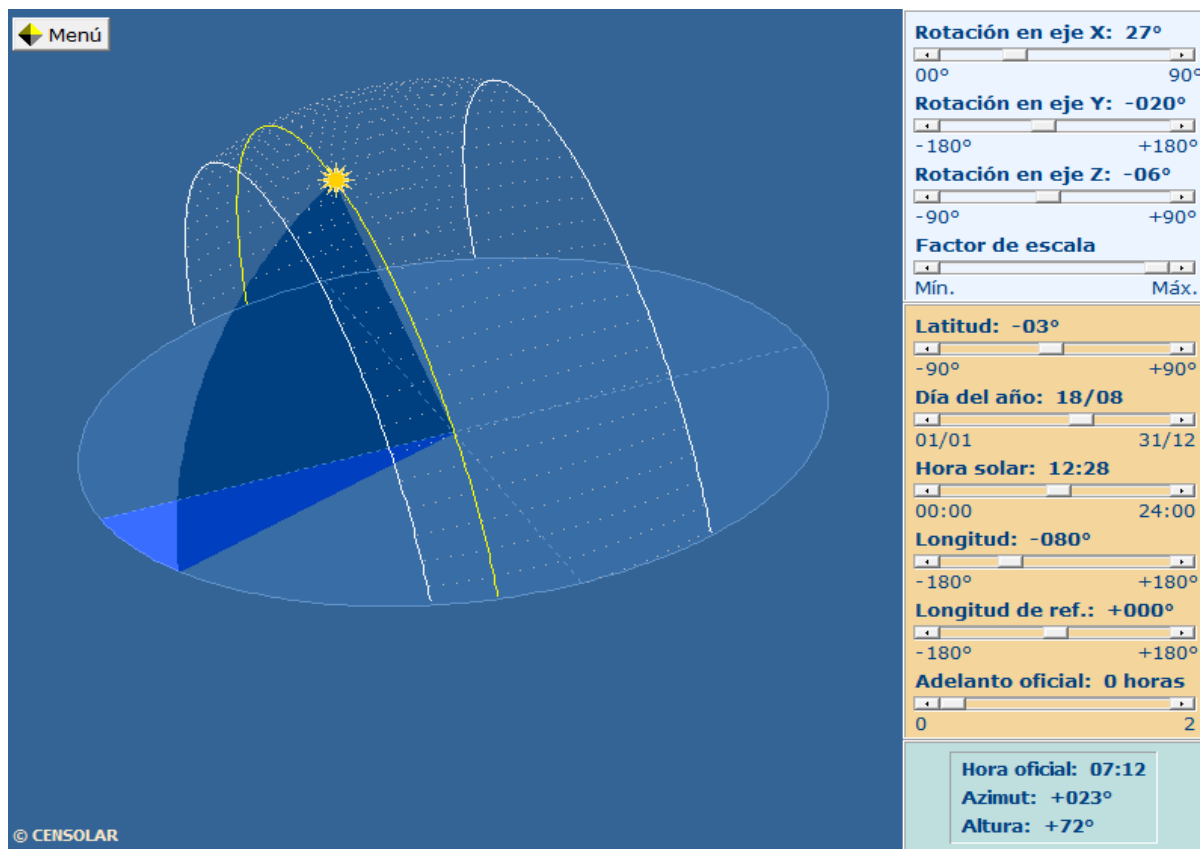 Menú
Rotación en eje X: 27°
00° 90°
Rotación en eje Y: -020°
-180° +180°
Rotación en eje Z: -06°
-90° +90°
Factor de escala
Mín. Máx.
Latitud: -03°
-90° +90°
Día del año: 18/08
01/01 31/12
Hora solar: 12:28
00:00 24:00
Longitud: -080°
-180° +180°
Longitud de ref.: +000°
-180° +180°
Adelanto oficial: 0 horas
0 2
Hora oficial: 07:12
Azimut: +023°
Altura: +72°
© CENSOLAR